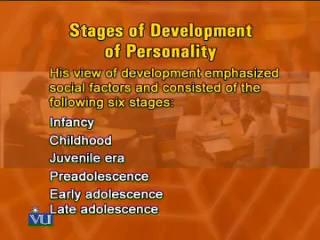 Stages of Development
of Personality
His view of development emphasized
social factors and consisted of the
following six stages:
Infancy
Childhood
Juvenile era
Preadolescence
Early adolescence
Late adolescence
VU